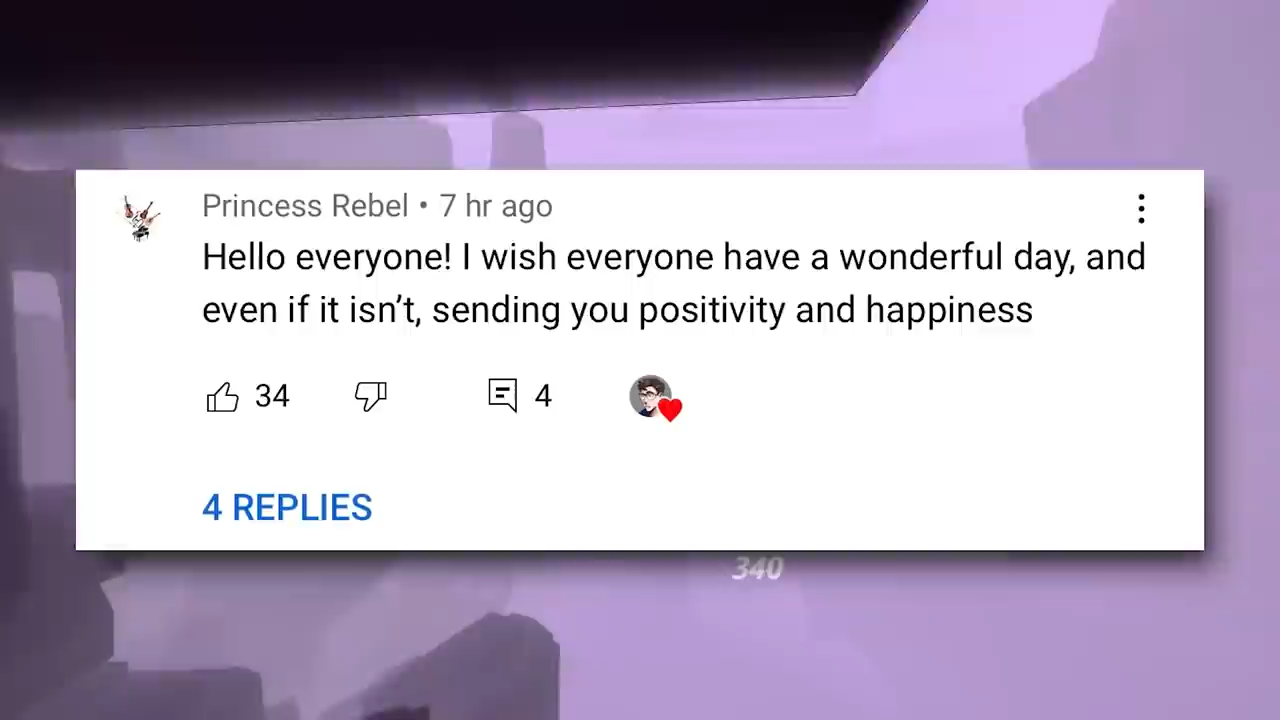 Princess Rebel • 7 hr ago
Hello everyone! I wish everyone have a wonderful day, and
even if it isn’t, sending you positivity and happiness
34 4
4 REPLIES
340